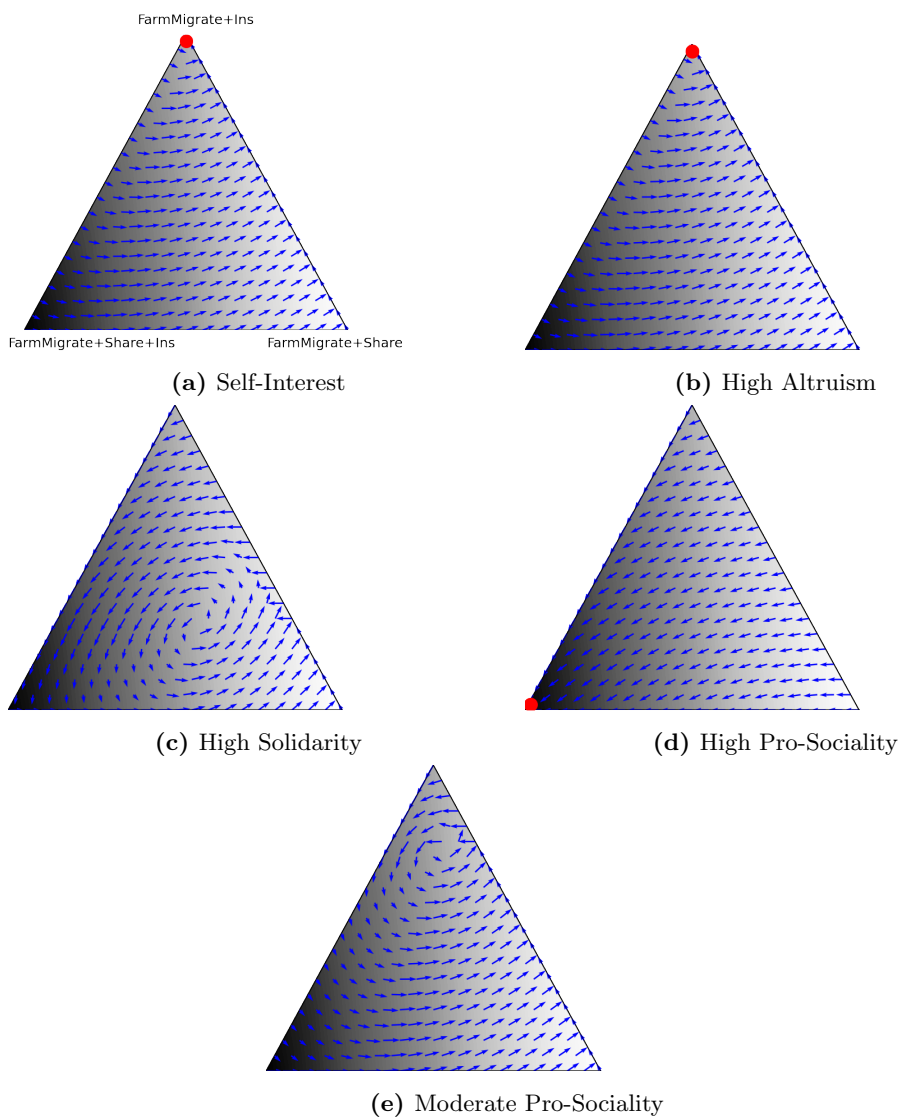 FarmMigrate+Ins
FarmMigrate+Share+Ins
FarmMigrate+Share
(a) Self-Interest
(b) High Altruism
(c) High Solidarity
(d) High Pro-Sociality
(e) Moderate Pro-Sociality